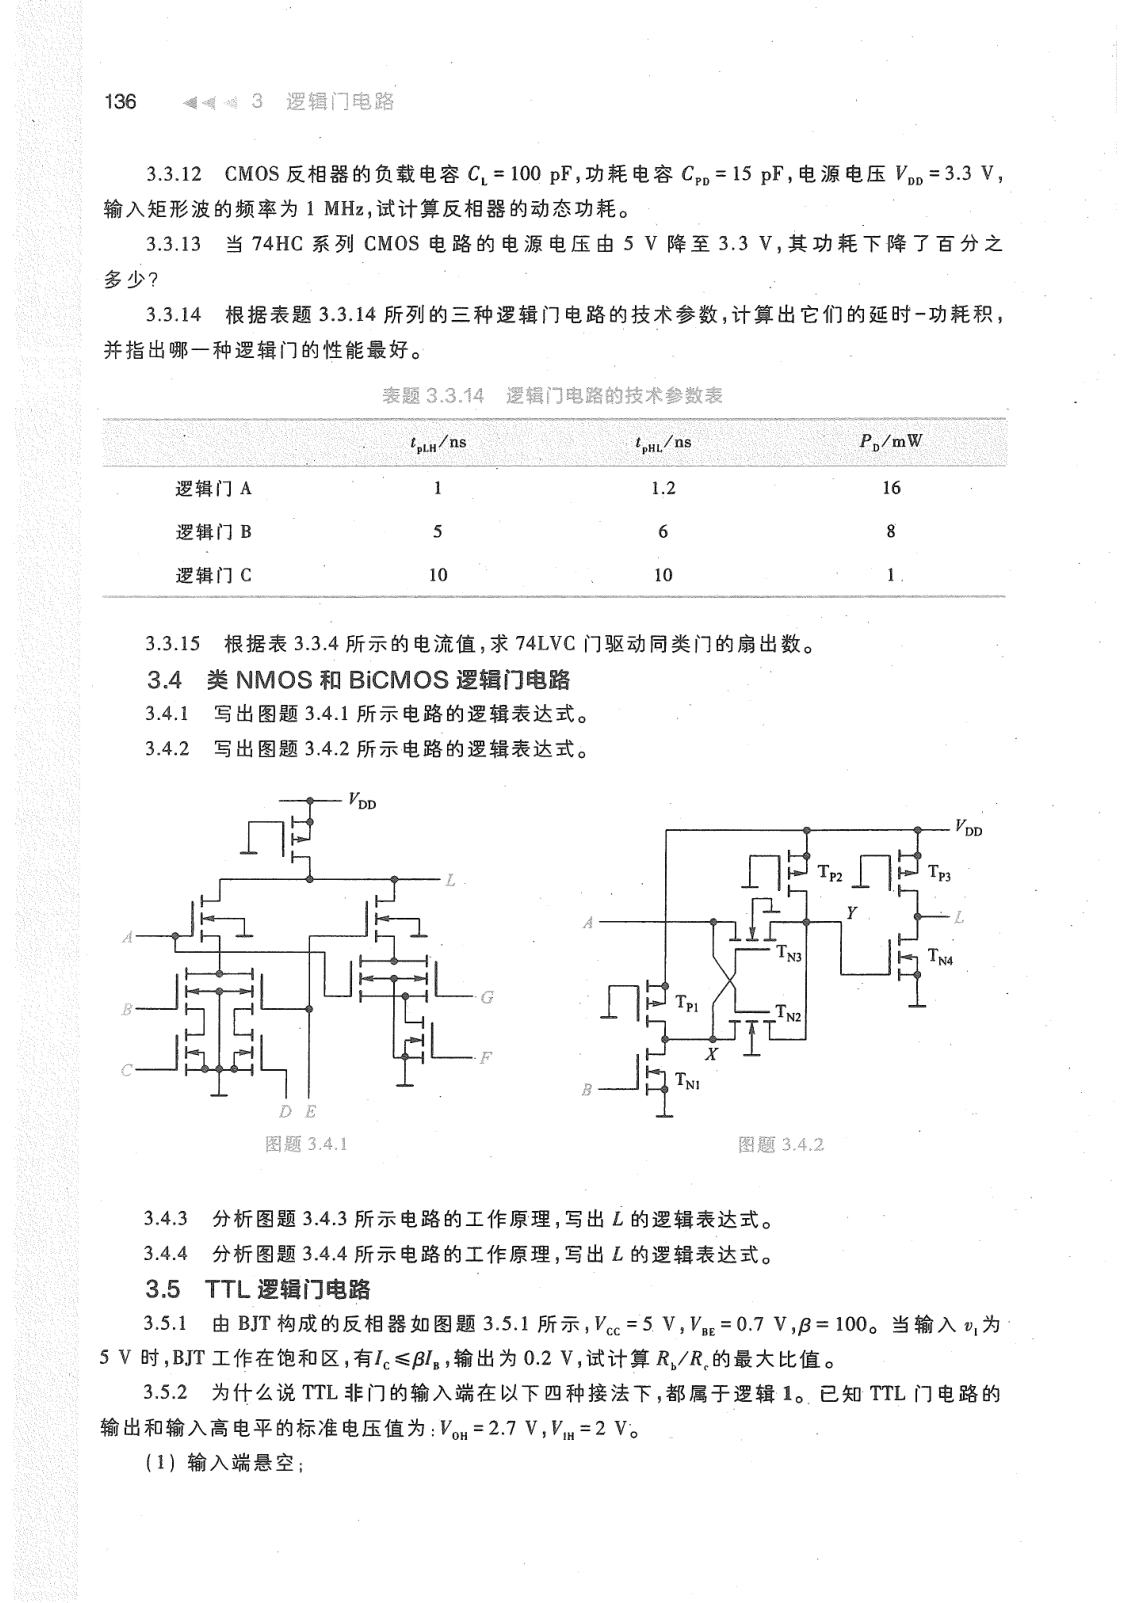 136 3 逻辑门电路
3.3.12 CMOS 反相器的负载电容 C_L = 100 pF,功耗电容 C_PD = 15 pF,电源电压 V_DD = 3.3 V,
输入矩形波的频率为 1 MHz,试计算反相器的动态功耗。
3.3.13 当 74HC 系列 CMOS 电路的电源电压由 5 V 降至 3.3 V,其功耗下降了百分之
多少?
3.3.14 根据表题 3.3.14 所列的三种逻辑门电路的技术参数,计算出它们的延时-功耗积,
并指出哪一种逻辑门的性能最好。
表题 3.3.14 逻辑门电路的技术参数表
t_pLH/ns t_pHL/ns P_D/mW
逻辑门 A 1 1.2 16
逻辑门 B 5 6 8
逻辑门 C 10 10 1
3.3.15 根据表 3.3.4 所示的电流值,求 74LVC 门驱动同类门的扇出数。
3.4 类 NMOS 和 BiCMOS 逻辑门电路
3.4.1 写出图题 3.4.1 所示电路的逻辑表达式。
3.4.2 写出图题 3.4.2 所示电路的逻辑表达式。
V_DD
L
A
B
G
C
F
D E
图题 3.4.1
V_DD
T_P2
T_P3
A
Y
L
T_N3
T_N4
T_P1
T_N2
X
B
T_N1
图题 3.4.2
3.4.3 分析图题 3.4.3 所示电路的工作原理,写出 L 的逻辑表达式。
3.4.4 分析图题 3.4.4 所示电路的工作原理,写出 L 的逻辑表达式。
3.5 TTL 逻辑门电路
3.5.1 由 BJT 构成的反相器如图题 3.5.1 所示,V_CC = 5 V,V_BE = 0.7 V,β = 100。当输入 v_I 为
5 V 时,BJT 工作在饱和区,有 I_C ≤ βI_B,输出为 0.2 V,试计算 R_b/R_c 的最大比值。
3.5.2 为什么说 TTL 非门的输入端在以下四种接法下,都属于逻辑 1。已知 TTL 门电路的
输出和输入高电平的标准电压值为:V_OH = 2.7 V,V_IH = 2 V。
(1) 输入端悬空;